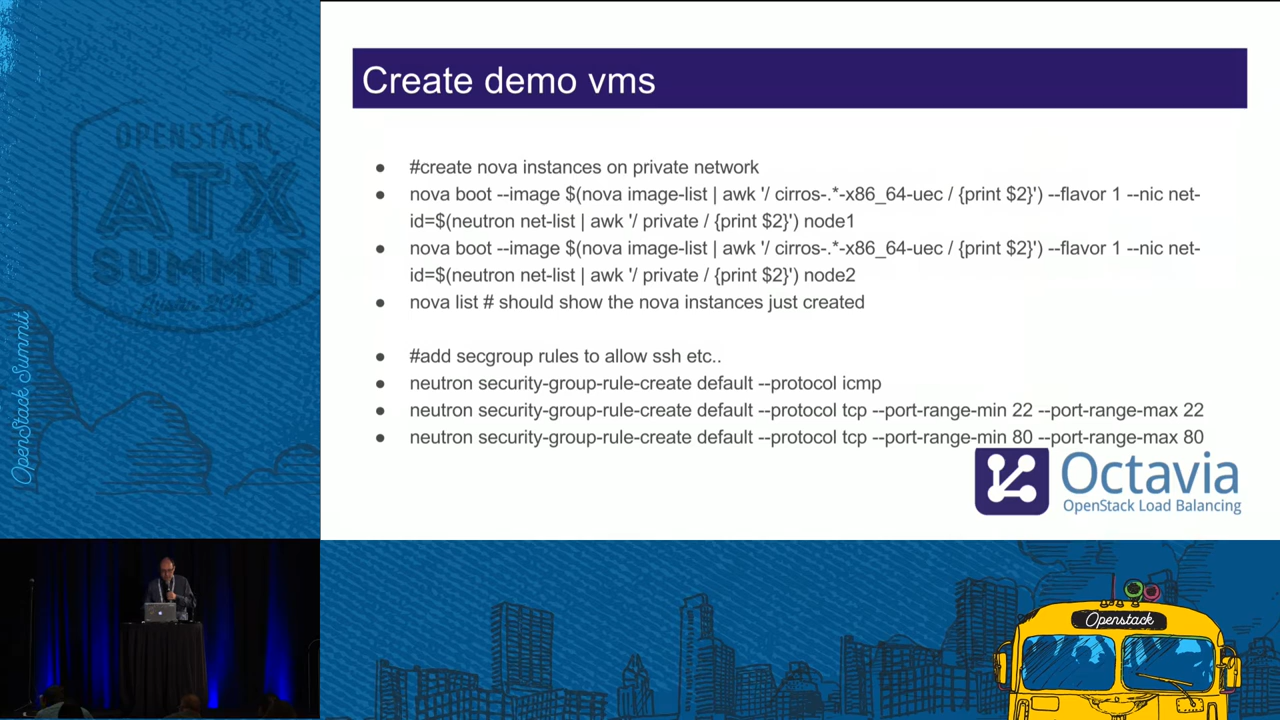 OPENSTACK
ATX
SUMMIT
Austin 2016
OpenStack Summit
Create demo vms
● #create nova instances on private network
● nova boot --image $(nova image-list | awk '/ cirros-.*-x86_64-uec / {print $2}') --flavor 1 --nic net-
id=$(neutron net-list | awk '/ private / {print $2}') node1
● nova boot --image $(nova image-list | awk '/ cirros-.*-x86_64-uec / {print $2}') --flavor 1 --nic net-
id=$(neutron net-list | awk '/ private / {print $2}') node2
● nova list # should show the nova instances just created
● #add secgroup rules to allow ssh etc..
● neutron security-group-rule-create default --protocol icmp
● neutron security-group-rule-create default --protocol tcp --port-range-min 22 --port-range-max 22
● neutron security-group-rule-create default --protocol tcp --port-range-min 80 --port-range-max 80
Octavia
OpenStack Load Balancing
Openstack